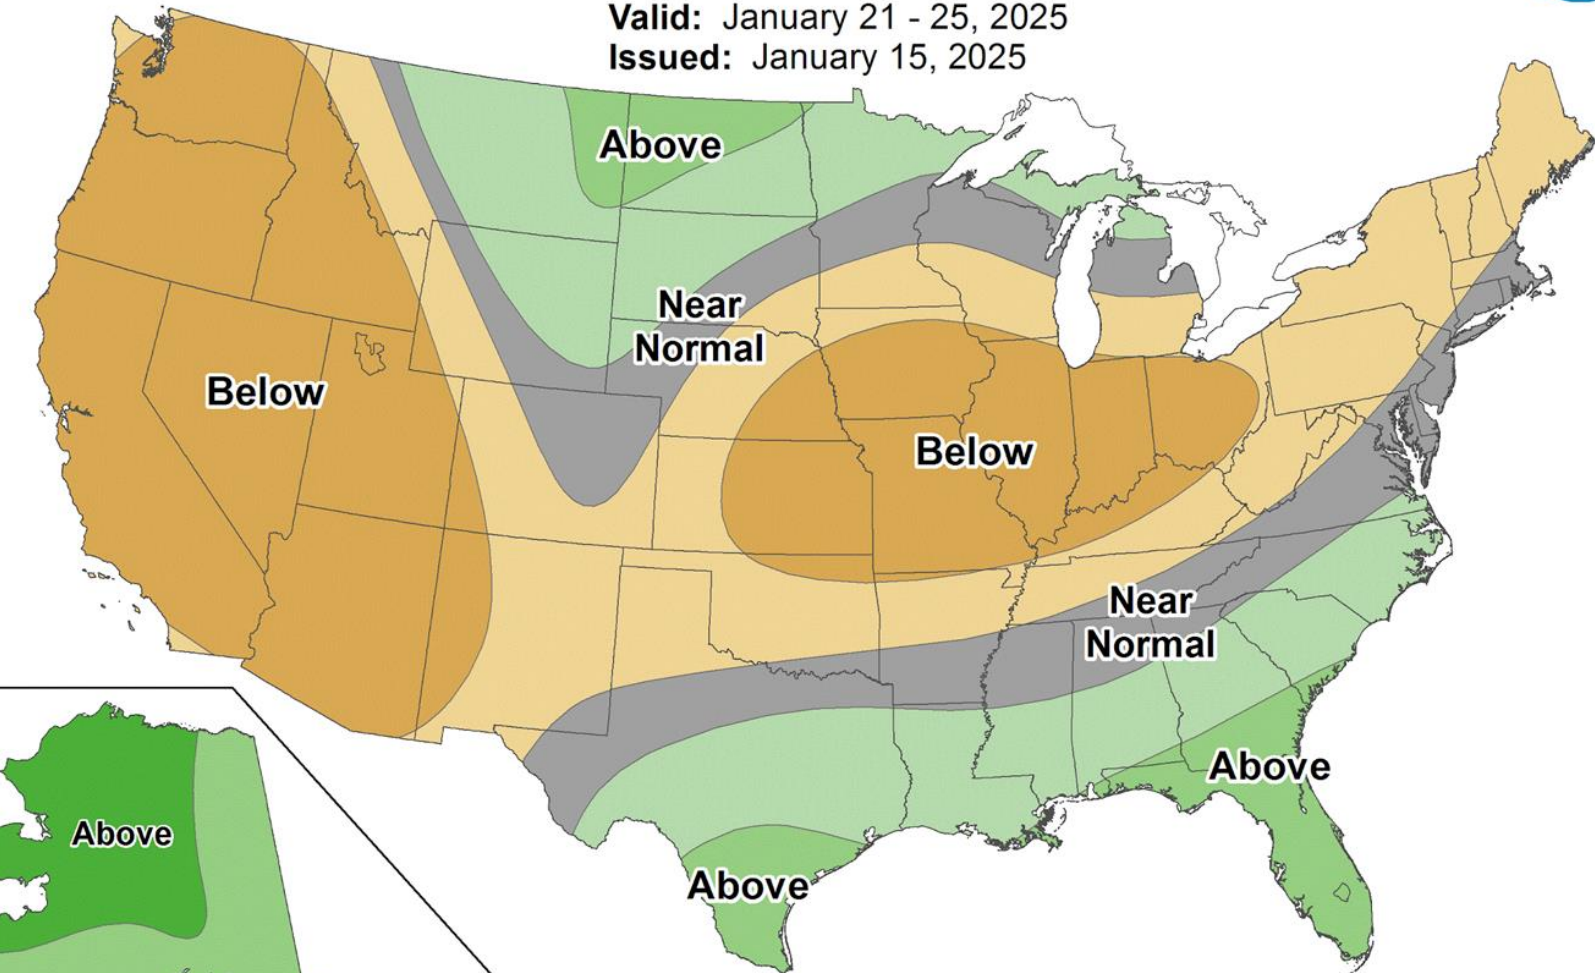 Valid: January 21 - 25, 2025
Issued: January 15, 2025
Above
Near
Normal
Below
Below
Near
Normal
Above
Above
Above